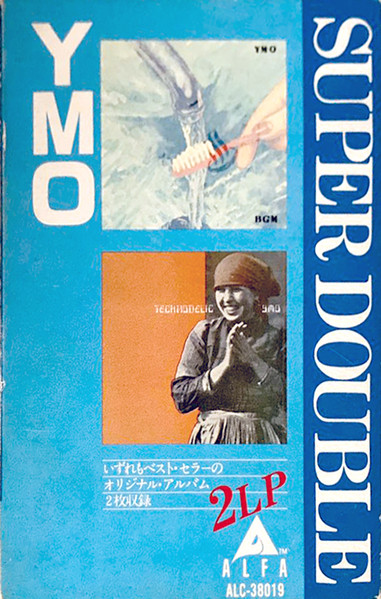 YMO
SUPER DOUBLE
YMO
BGM
TECHNODELIC YMO
いずれもベスト・セラーの
オリジナル・アルバム
2枚収録
2LP
ALFA
TM
ALC-38019